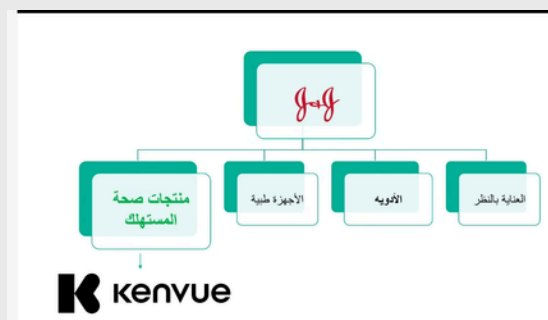 J&J
العناية بالنظر
الأدويه
الأجهزة طبية
منتجات صحة
المستهلك
kenvue